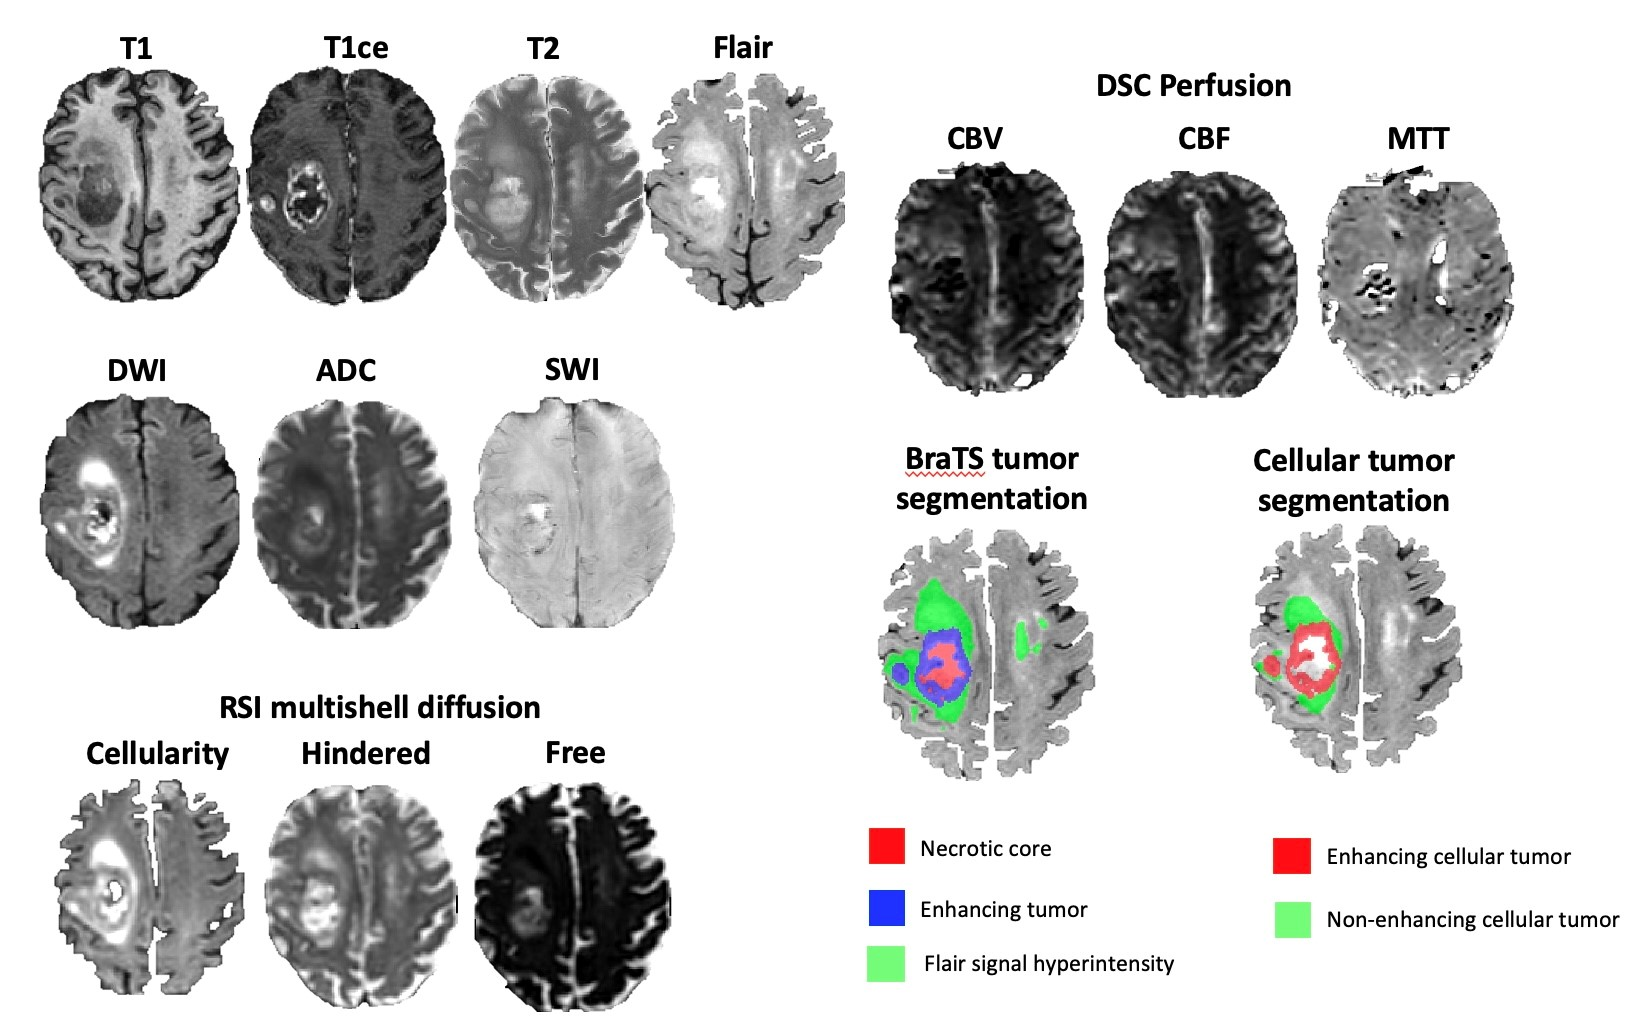 T1
T1ce
T2
Flair
DWI
ADC
SWI
RSI multishell diffusion
Cellularity
Hindered
Free
DSC Perfusion
CBV
CBF
MTT
BraTS tumor
segmentation
Cellular tumor
segmentation
Necrotic core
Enhancing tumor
Flair signal hyperintensity
Enhancing cellular tumor
Non-enhancing cellular tumor